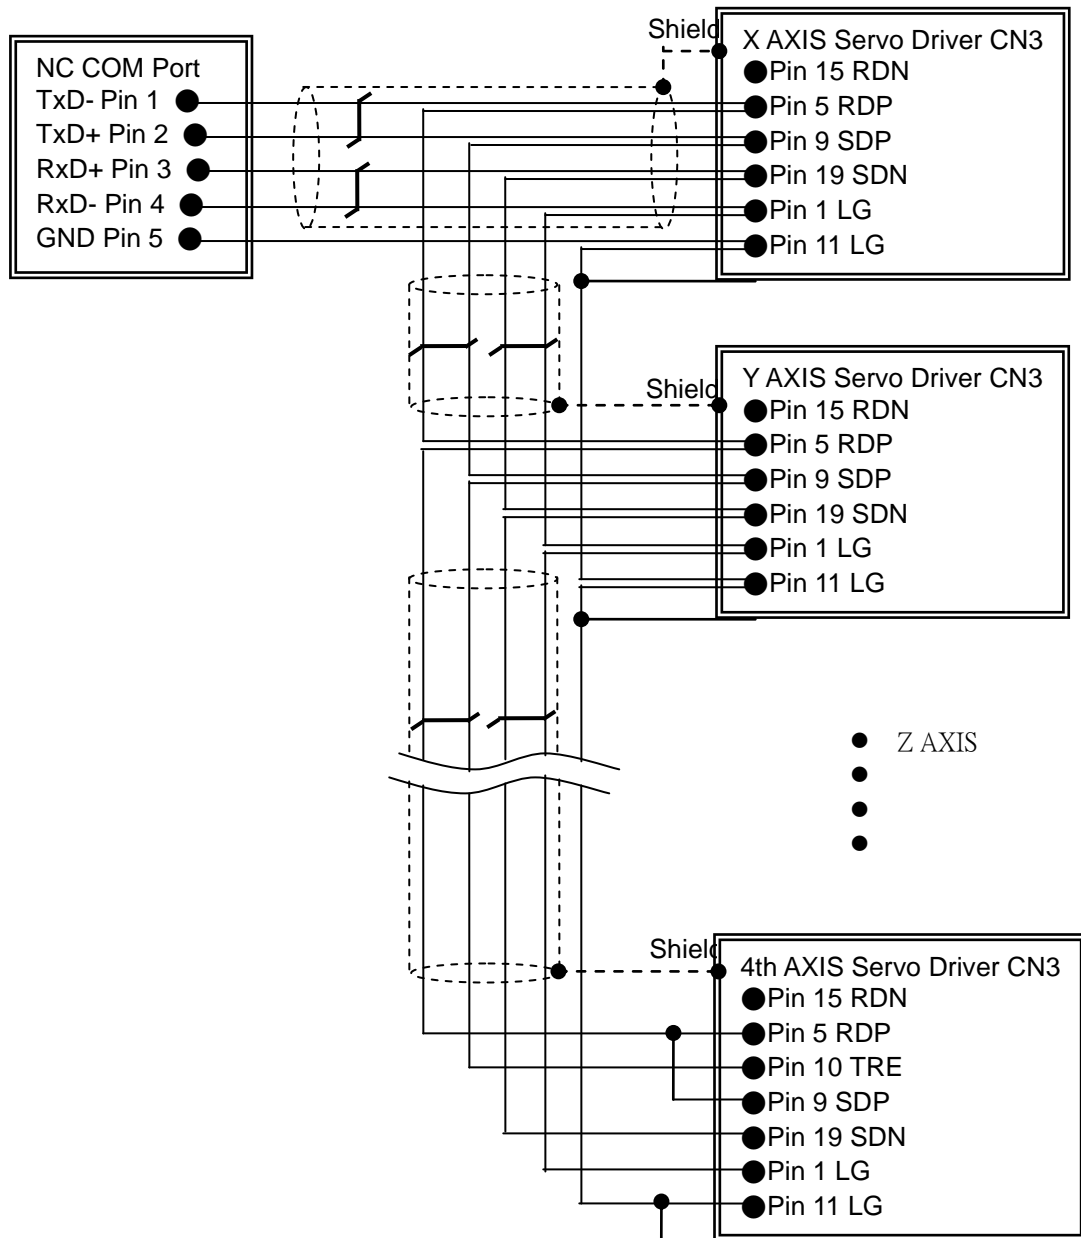 NC COM Port
TxD- Pin 1
TxD+ Pin 2
RxD+ Pin 3
RxD- Pin 4
GND Pin 5
Shield
X AXIS Servo Driver CN3
Pin 15 RDN
Pin 5 RDP
Pin 9 SDP
Pin 19 SDN
Pin 1 LG
Pin 11 LG
Shield
Y AXIS Servo Driver CN3
Pin 15 RDN
Pin 5 RDP
Pin 9 SDP
Pin 19 SDN
Pin 1 LG
Pin 11 LG
Z AXIS
Shield
4th AXIS Servo Driver CN3
Pin 15 RDN
Pin 5 RDP
Pin 10 TRE
Pin 9 SDP
Pin 19 SDN
Pin 1 LG
Pin 11 LG